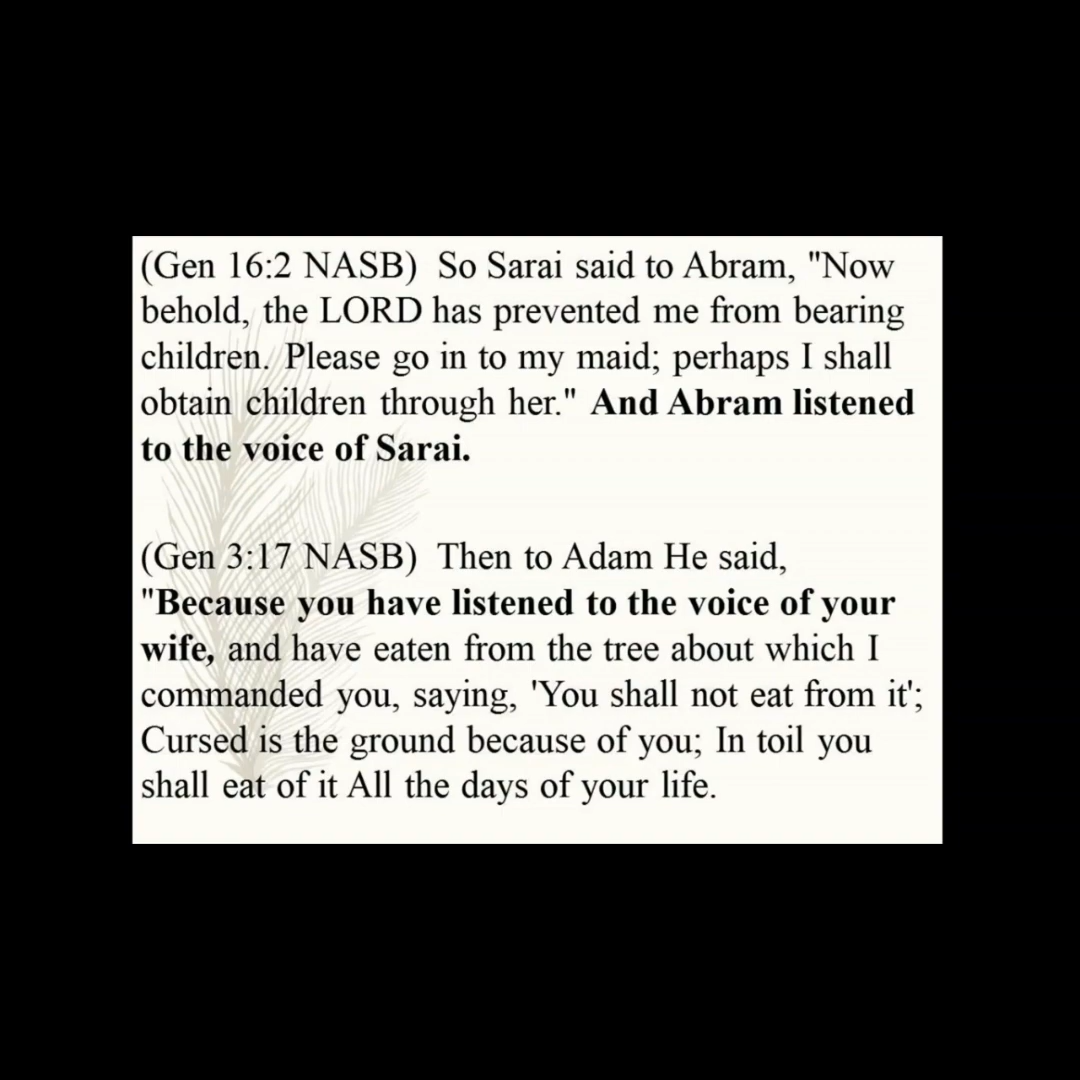 (Gen 16:2 NASB) So Sarai said to Abram, "Now
behold, the LORD has prevented me from bearing
children. Please go in to my maid; perhaps I shall
obtain children through her." And Abram listened
to the voice of Sarai.
(Gen 3:17 NASB) Then to Adam He said,
"Because you have listened to the voice of your
wife, and have eaten from the tree about which I
commanded you, saying, 'You shall not eat from it';
Cursed is the ground because of you; In toil you
shall eat of it All the days of your life.